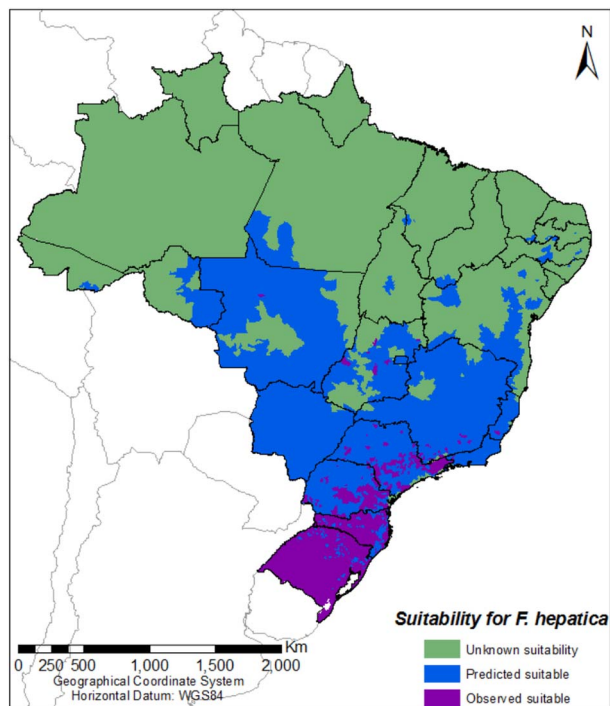 N
Suitability for F. hepatica
Unknown suitability
Predicted suitable
Observed suitable
Km
0 250 500 1,000 1,500 2,000
Geographical Coordinate System
Horizontal Datum: WGS84